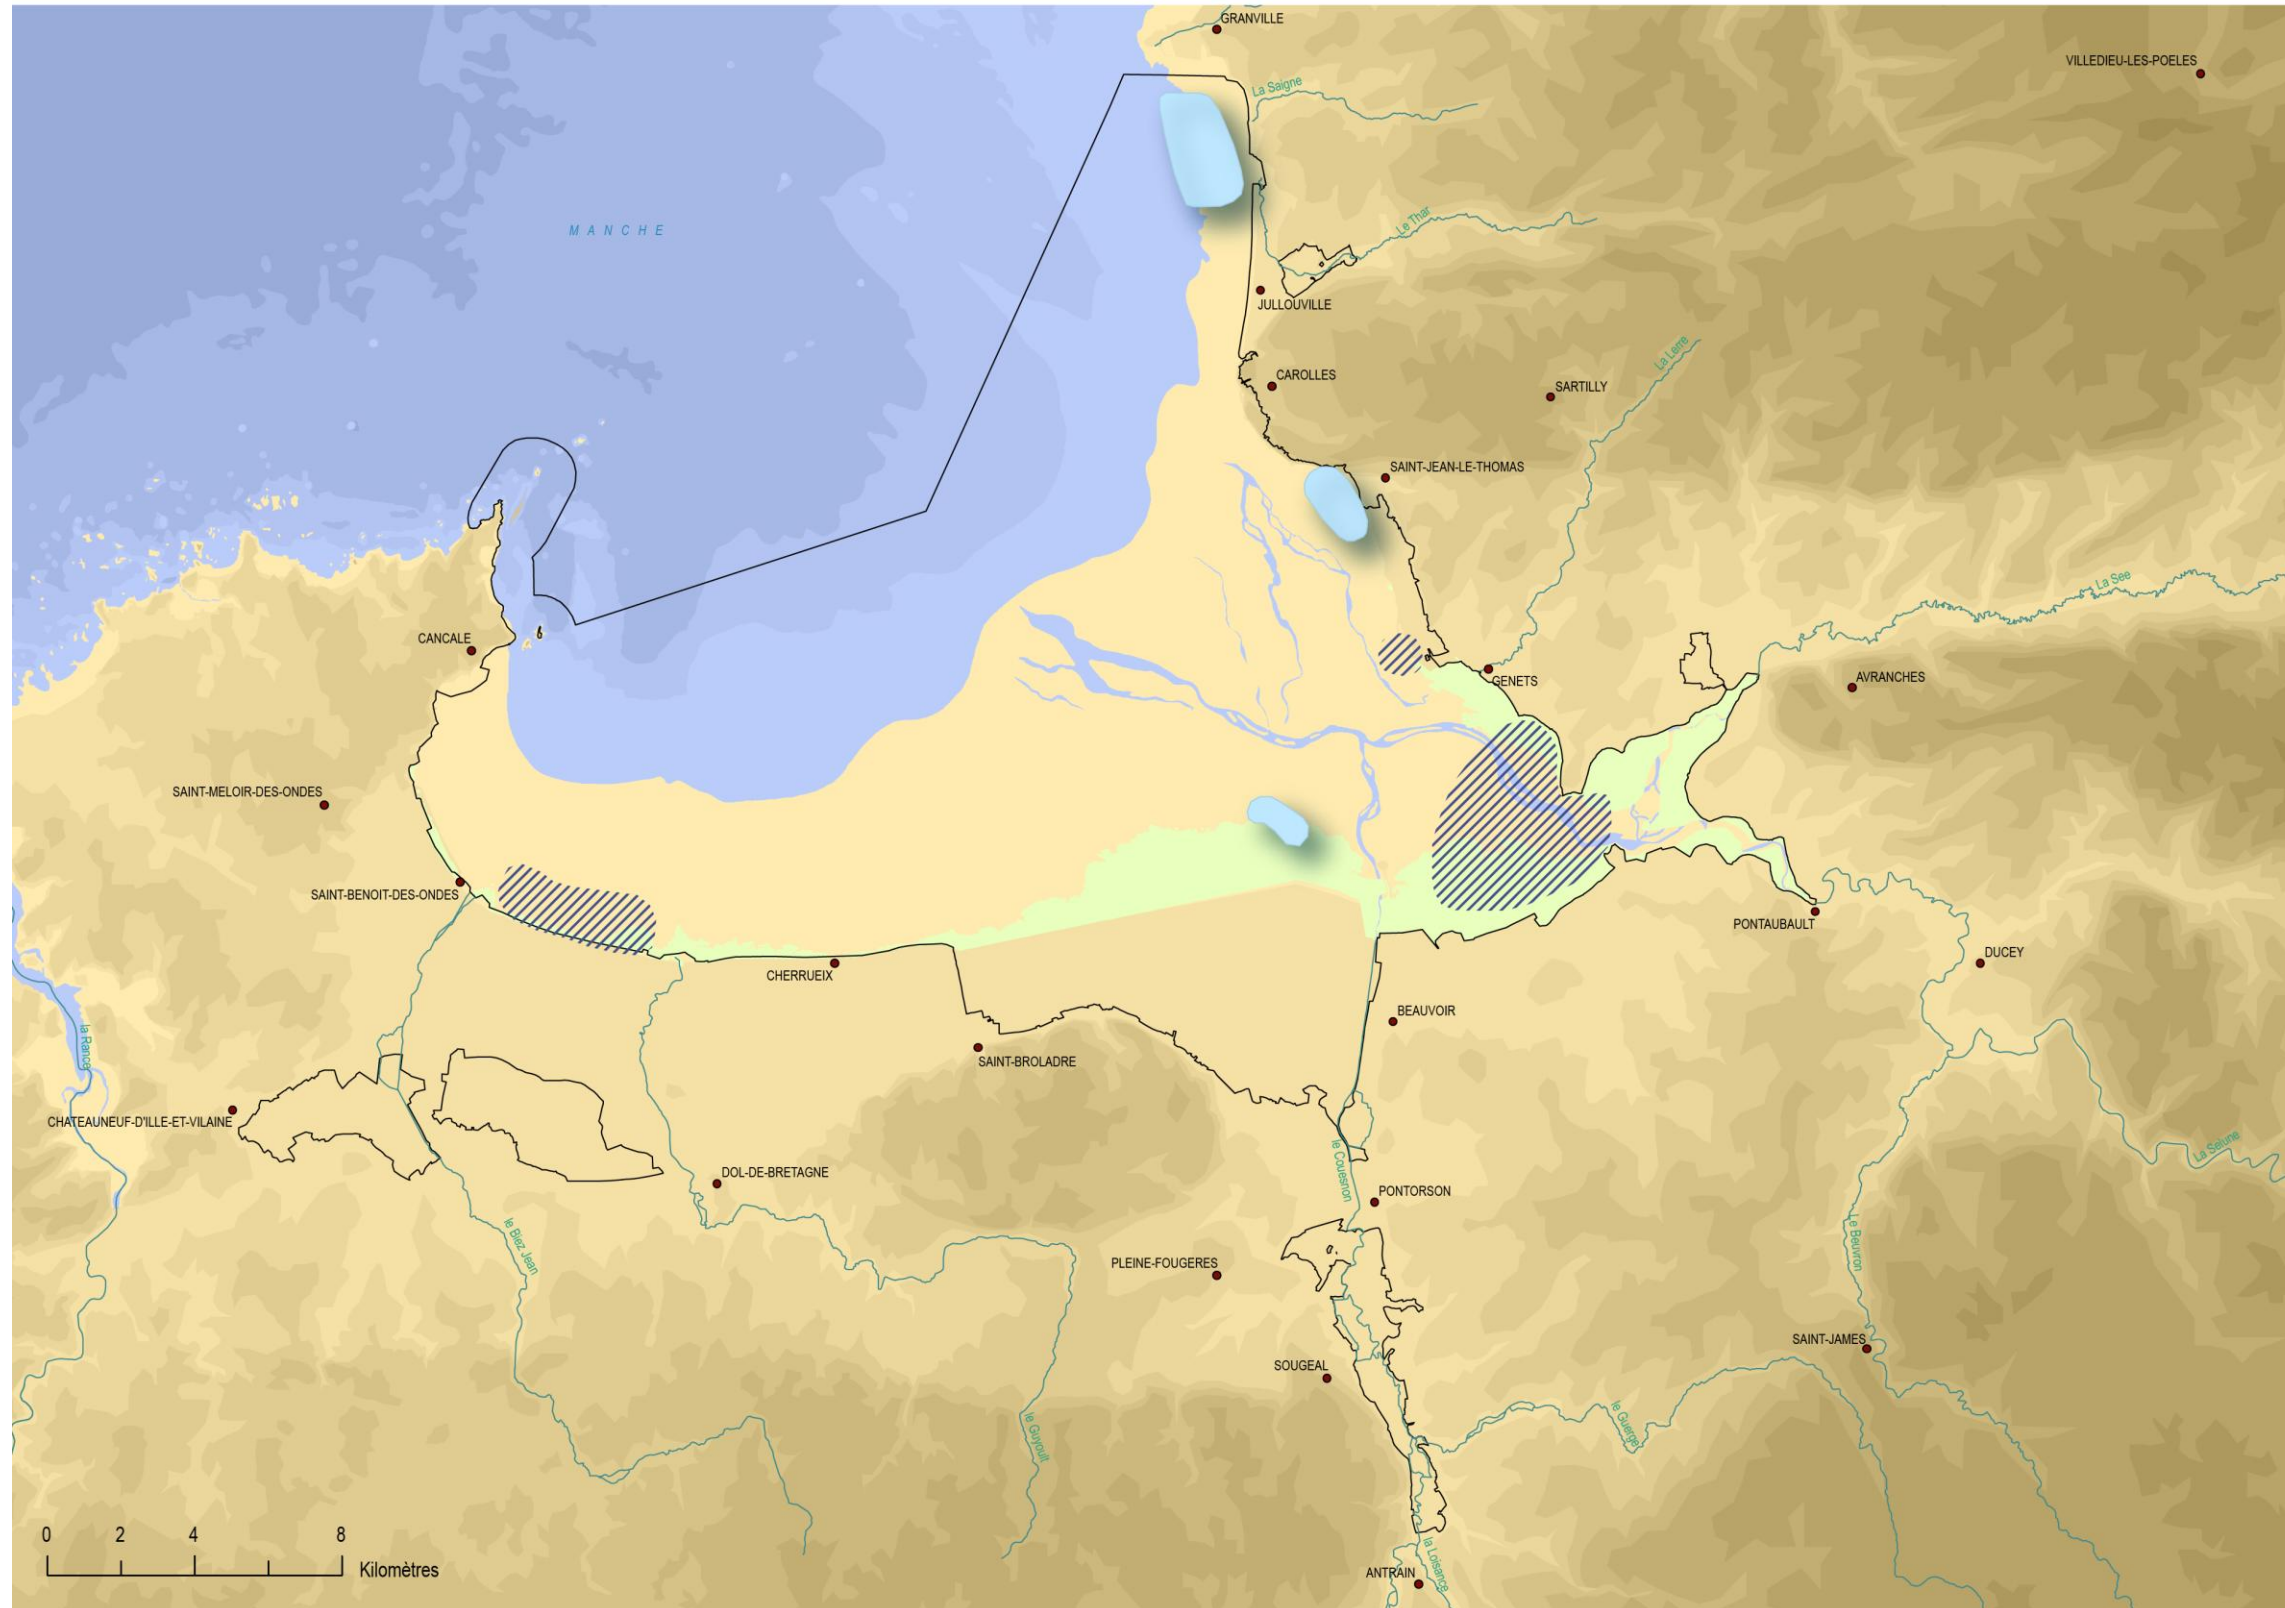 GRANVILLE
VILLEDIEU-LES-POELES
La Saigne
MANCHE
Le Thar
JULLOUVILLE
La Lerre
CAROLLES
SARTILLY
SAINT-JEAN-LE-THOMAS
La See
CANCALE
GENETS
AVRANCHES
SAINT-MELOIR-DES-ONDES
SAINT-BENOIT-DES-ONDES
PONTAUBAULT
DUCEY
CHERRUEIX
BEAUVOIR
la Rance
SAINT-BROLADRE
CHATEAUNEUF-D'ILLE-ET-VILAINE
La Selune
DOL-DE-BRETAGNE
le Couesnon
PONTORSON
le Biez Jean
Le Beuvron
PLEINE-FOUGERES
SAINT-JAMES
SOUGEAL
le Guyoult
le Guerge
0 2 4 8
Kilomètres
ANTRAIN
la Loisance